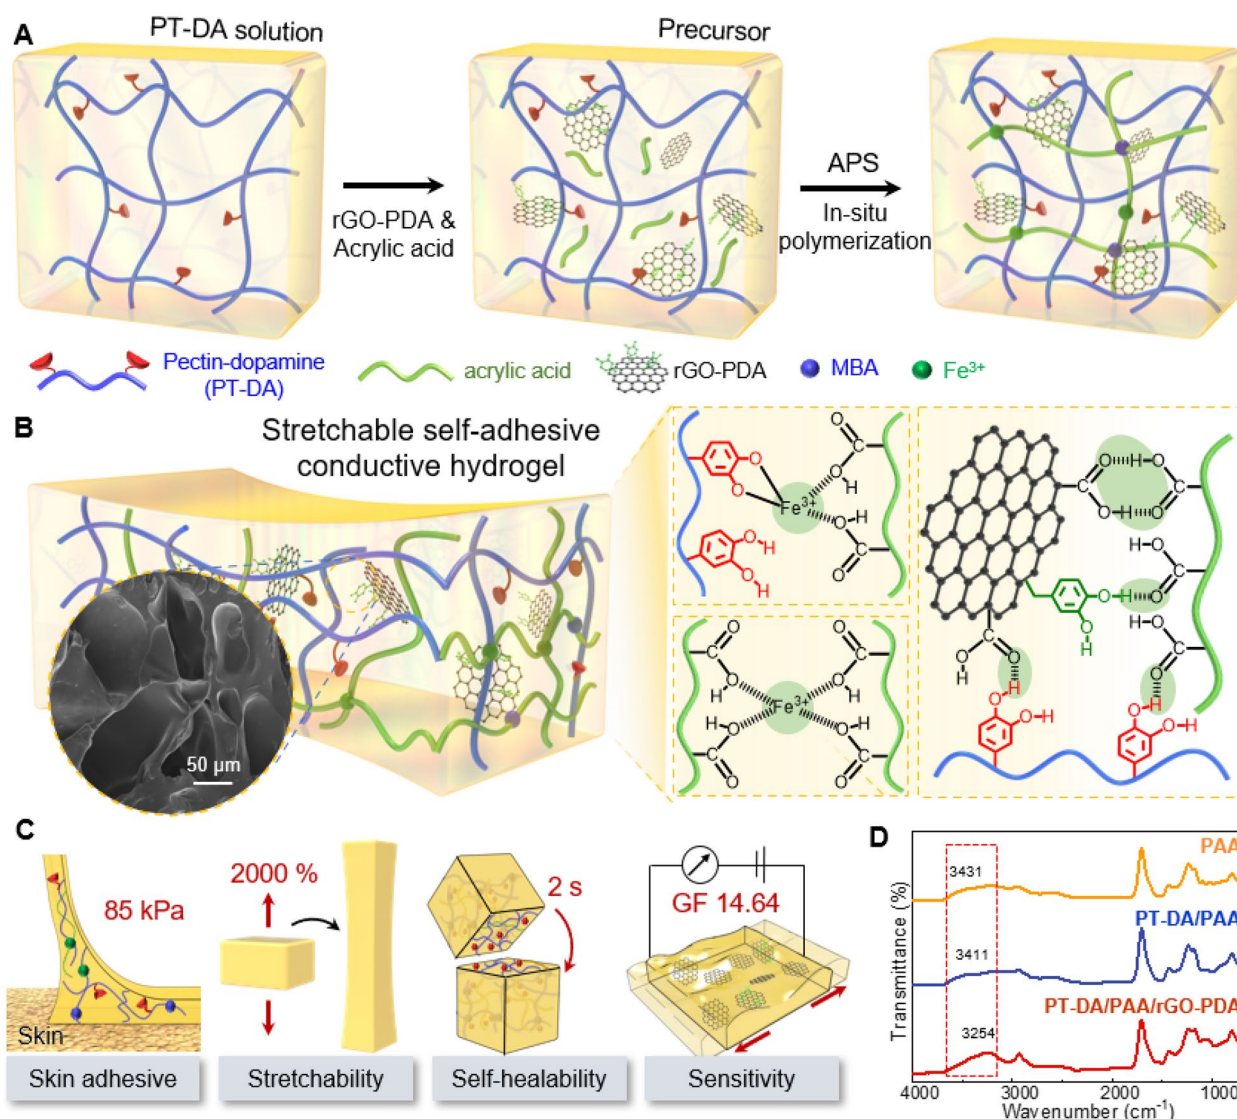 A
PT-DA solution
Precursor
rGO-PDA &
Acrylic acid
APS
In-situ
polymerization
Pectin-dopamine
(PT-DA)
acrylic acid
rGO-PDA
MBA
Fe³⁺
B
Stretchable self-adhesive
conductive hydrogel
50 μm
O
O
O
H
O
Fe³⁺
O-H
O
H
O-H
O
O
O
O
H
O
O
H
Fe³⁺
H-O
O
H
O
O
O
H-O
C
C
O-H
O
H-O
C
O-H
O
O
H
H-O
C
O
C
H
O
O
H
O
O-H
H
O
O-H
C
85 kPa
Skin
Skin adhesive
2000 %
Stretchability
2 s
Self-healability
GF 14.64
Sensitivity
D
Transmittance (%)
PAA
3431
PT-DA/PAA
3411
PT-DA/PAA/rGO-PDA
3254
4000
3000
2000
1000
Wavenumber (cm⁻¹)